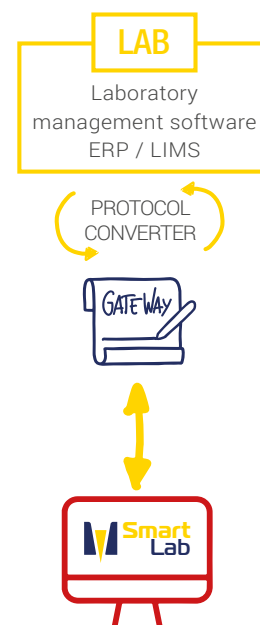 LAB
Laboratory
management software
ERP / LIMS
PROTOCOL
CONVERTER
GATEWAY
Smart
Lab